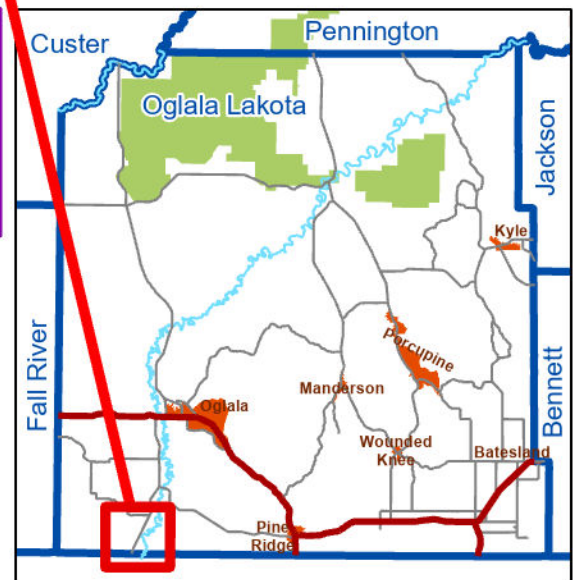 Custer
Pennington
Oglala Lakota
Jackson
Kyle
Fall River
Porcupine
Manderson
Bennett
Oglala
Wounded
Knee
Batesland
Pine
Ridge